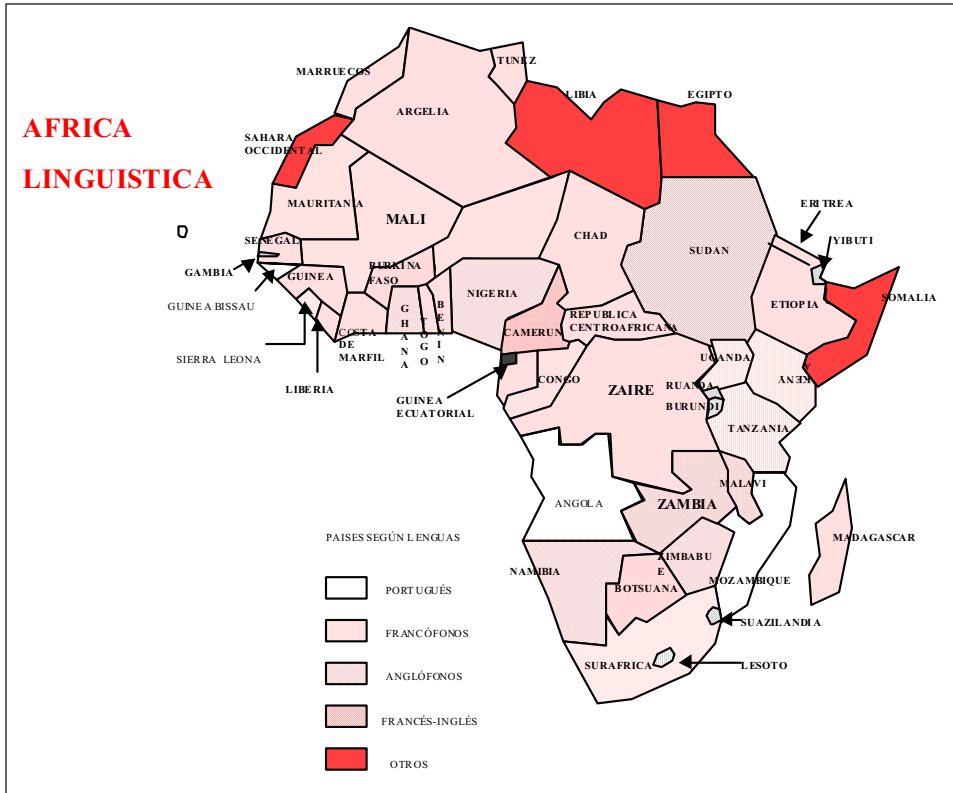 AFRICA
LINGUISTICA
MARRUECOS
TUNEZ
ARGELIA
LIBIA
EGIPTO
SAHARA
OCCIDENTAL
MAURITANIA
MALI
CHAD
SUDAN
ERITREA
YIBUTI
SENEGAL
GAMBIA
GUINEA
BURKINA
FASO
NIGERIA
GUINEA BISSAU
SIERRA LEONA
LIBERIA
COSTA
DE
MARFIL
GHANA
TOGO
BENIN
CAMERUN
REPUBLICA
CENTROAFRICANA
ETIOPIA
SOMALIA
GUINEA
ECUATORIAL
CONGO
ZAIRE
UGANDA
KENYA
RUANDA
BURUNDI
TANZANIA
ANGOLA
ZAMBIA
MALAVI
MADAGASCAR
NAMIBIA
ZIMBABU
E
BOTSUANA
MOZAMBIQUE
SUAZILANDIA
SURAFRICA
LESOTO
PAISES SEGÚN LENGUAS
PORTUGUÉS
FRANCÓFONOS
ANGLÓFONOS
FRANCÉS-INGLÉS
OTROS